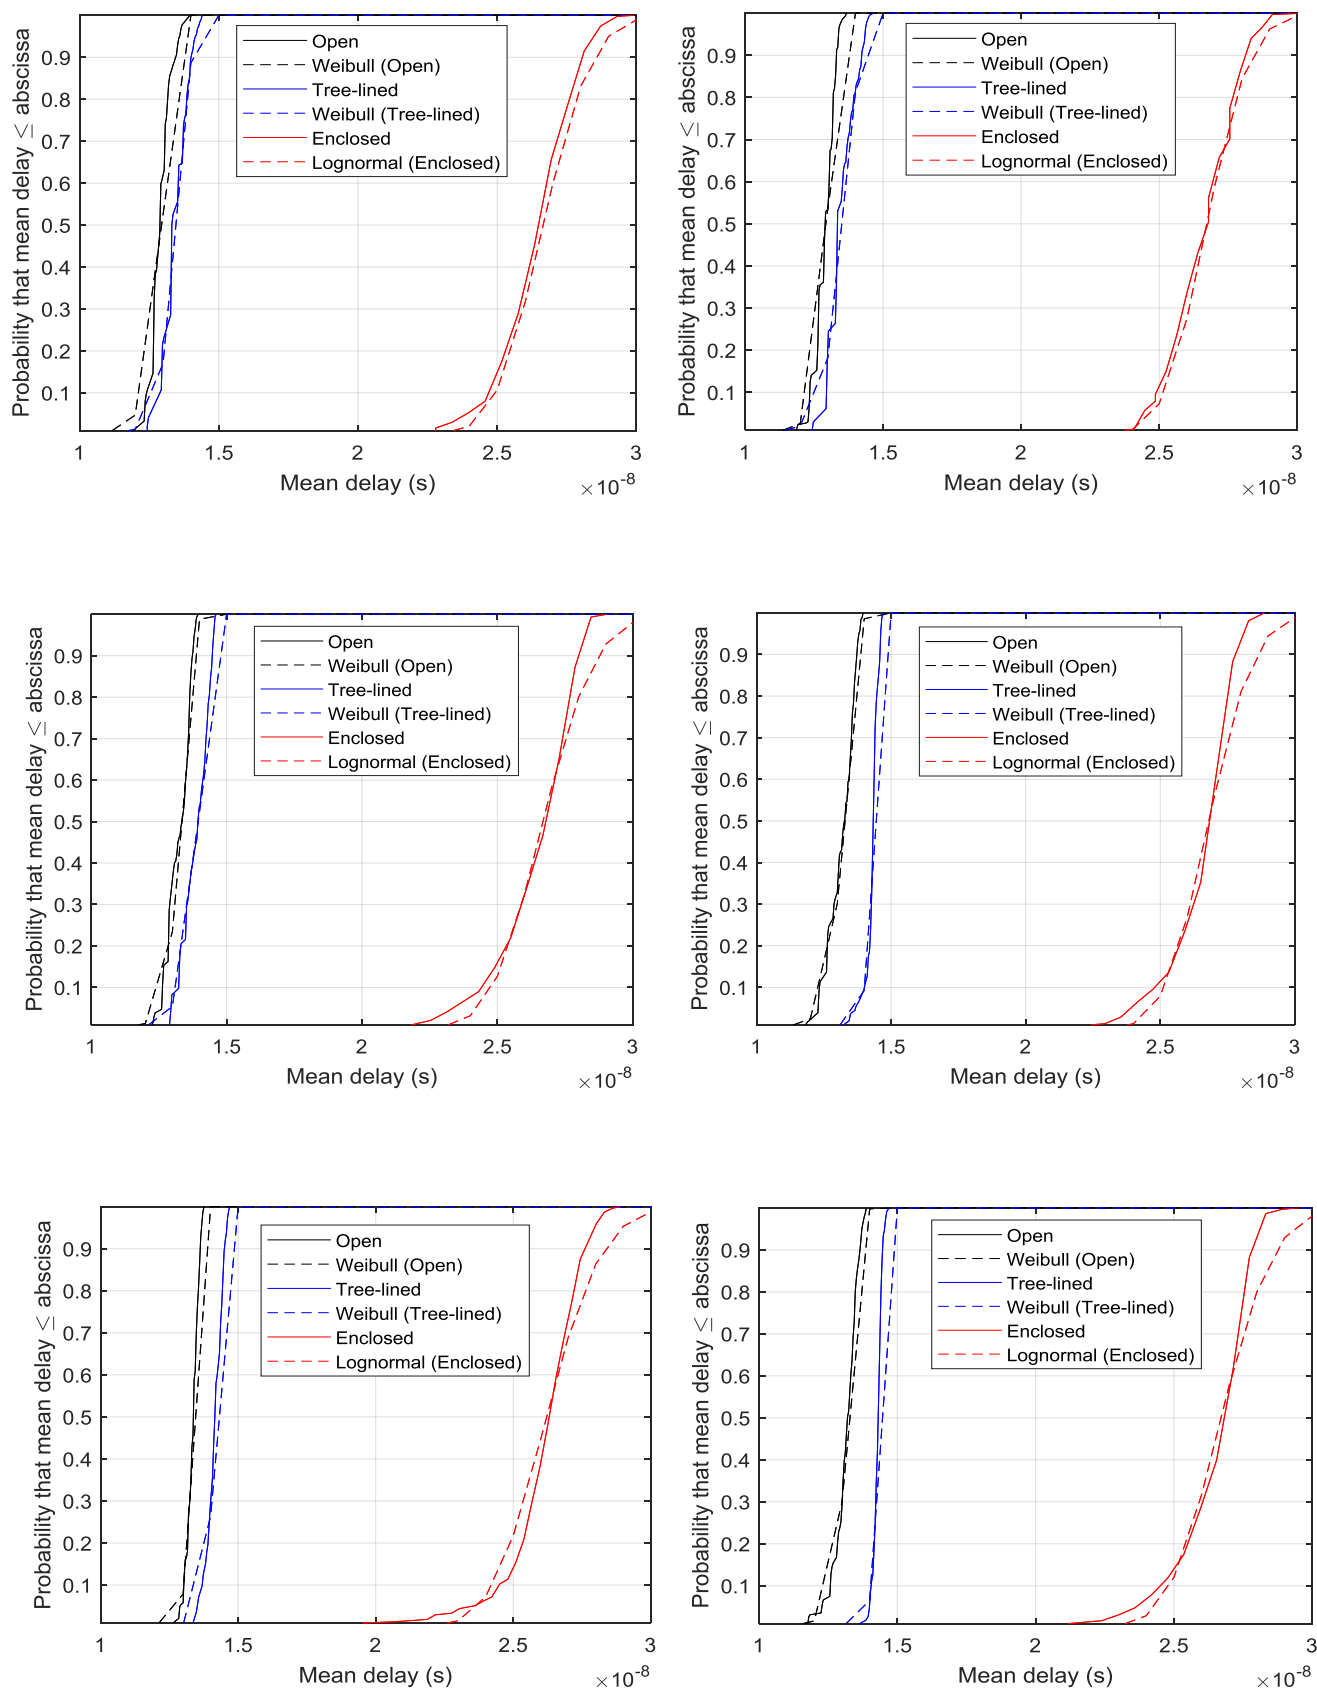 Probability that mean delay ≤ abscissa
0.9
0.8
0.7
0.6
0.5
0.4
0.3
0.2
0.1
Open
Weibull (Open)
Tree-lined
Weibull (Tree-lined)
Enclosed
Lognormal (Enclosed)
1 1.5 2 2.5 3
Mean delay (s)
×10-8
Probability that mean delay ≤ abscissa
0.9
0.8
0.7
0.6
0.5
0.4
0.3
0.2
0.1
Open
Weibull (Open)
Tree-lined
Weibull (Tree-lined)
Enclosed
Lognormal (Enclosed)
1 1.5 2 2.5 3
Mean delay (s)
×10-8
Probability that mean delay ≤ abscissa
0.9
0.8
0.7
0.6
0.5
0.4
0.3
0.2
0.1
Open
Weibull (Open)
Tree-lined
Weibull (Tree-lined)
Enclosed
Lognormal (Enclosed)
1 1.5 2 2.5 3
Mean delay (s)
×10-8
Probability that mean delay ≤ abscissa
0.9
0.8
0.7
0.6
0.5
0.4
0.3
0.2
0.1
Open
Weibull (Open)
Tree-lined
Weibull (Tree-lined)
Enclosed
Lognormal (Enclosed)
1 1.5 2 2.5 3
Mean delay (s)
×10-8
Probability that mean delay ≤ abscissa
0.9
0.8
0.7
0.6
0.5
0.4
0.3
0.2
0.1
Open
Weibull (Open)
Tree-lined
Weibull (Tree-lined)
Enclosed
Lognormal (Enclosed)
1 1.5 2 2.5 3
Mean delay (s)
×10-8
Probability that mean delay ≤ abscissa
0.9
0.8
0.7
0.6
0.5
0.4
0.3
0.2
0.1
Open
Weibull (Open)
Tree-lined
Weibull (Tree-lined)
Enclosed
Lognormal (Enclosed)
1 1.5 2 2.5 3
Mean delay (s)
×10-8